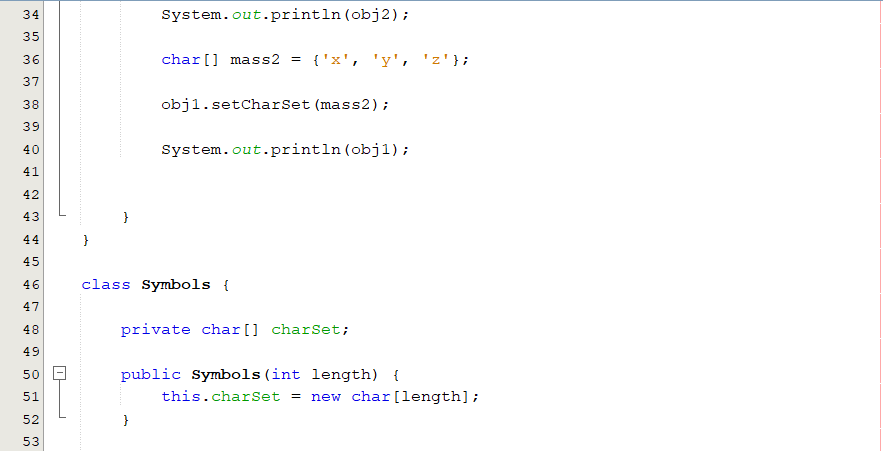 34 System.out.println(obj2);
35
36 char[] mass2 = {'x', 'y', 'z'};
37
38 obj1.setCharSet(mass2);
39
40 System.out.println(obj1);
41
42
43 }
44 }
45
46 class Symbols {
47
48 private char[] charSet;
49
50 public Symbols(int length) {
51 this.charSet = new char[length];
52 }
53